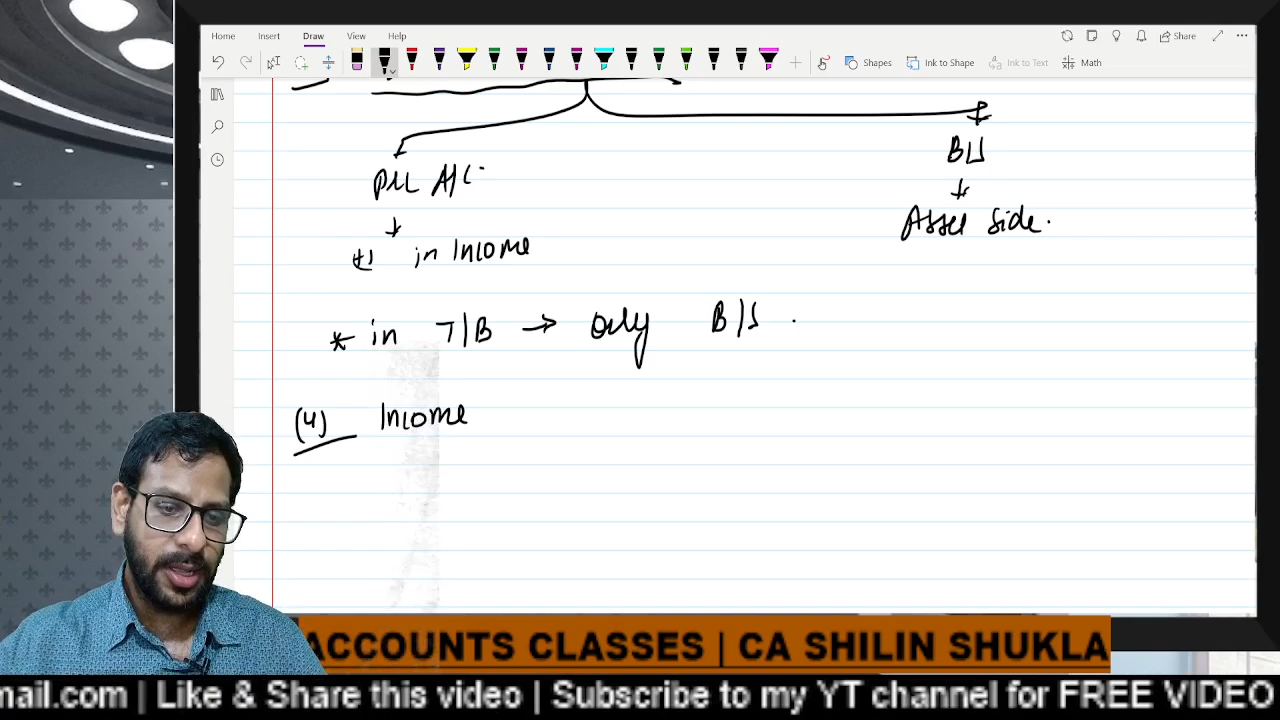 Home Insert Draw View Help Share
Shapes Ink to Shape Ink to Text Math
P/L A/C
B/S
Asset side.
(+) in Income
* in T/B → only B/S .
(4) Income
ACCOUNTS CLASSES | CA SHILIN SHUKLA
mail.com | Like & Share this video | Subscribe to my YT channel for FREE VIDEO